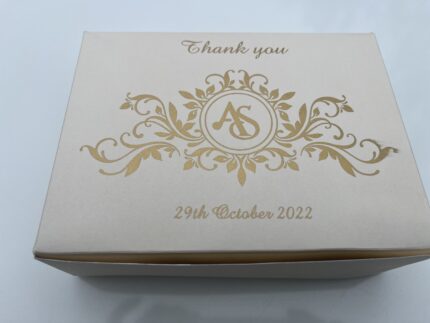 Thank you
AS
29th October 2022